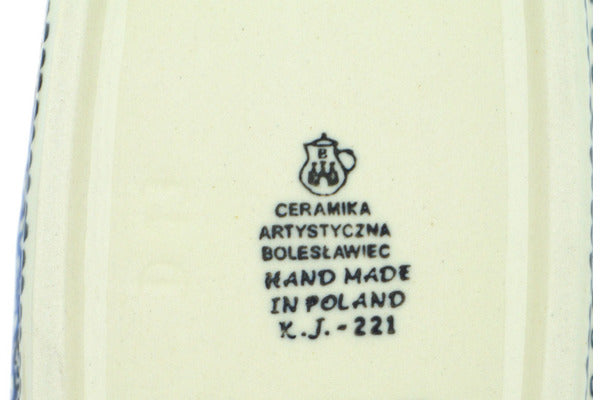 B
CERAMIKA
ARTYSTYCZNA
BOLESŁAWIEC
HAND MADE
IN POLAND
K.J.-221